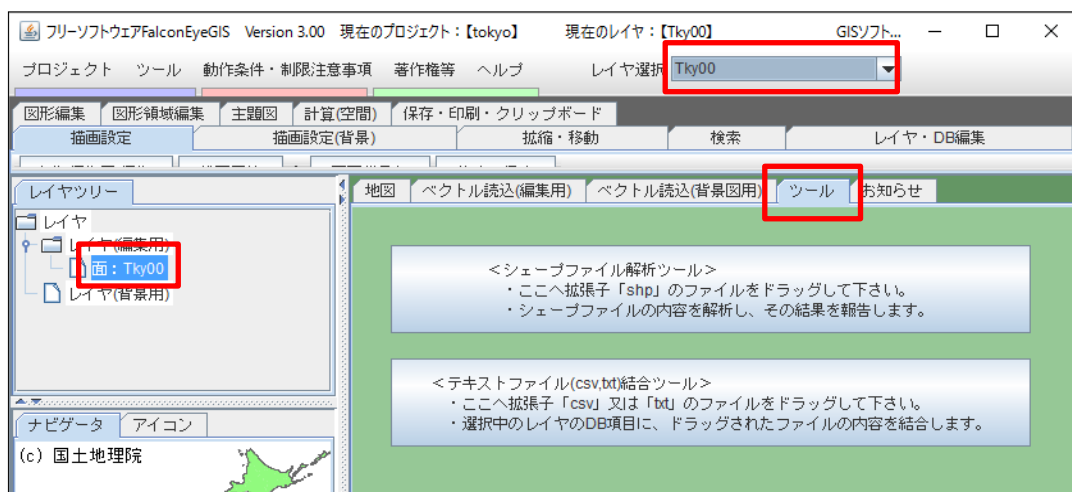 フリーソフトウェアFalconEyeGIS Version 3.00 現在のプロジェクト：【tokyo】 現在のレイヤ：【Tky00】 GISソフト...
プロジェクト ツール 動作条件・制限注意事項 著作権等 ヘルプ レイヤ選択 Tky00
図形編集 図形領域編集 主題図 計算(空間) 保存・印刷・クリップボード
描画設定 描画設定(背景) 拡縮・移動 検索 レイヤ・DB編集
レイヤツリー
地図 ベクトル読込(編集用) ベクトル読込(背景図用) ツール お知らせ
レイヤ
レイヤ(編集用)
面：Tky00
レイヤ(背景用)
＜シェープファイル解析ツール＞
・ここへ拡張子「shp」のファイルをドラッグして下さい。
・シェープファイルの内容を解析し、その結果を報告します。
＜テキストファイル(csv,txt)結合ツール＞
・ここへ拡張子「csv」又は「txt」のファイルをドラッグして下さい。
・選択中のレイヤのDB項目に、ドラッグされたファイルの内容を結合します。
ナビゲータ アイコン
(c) 国土地理院